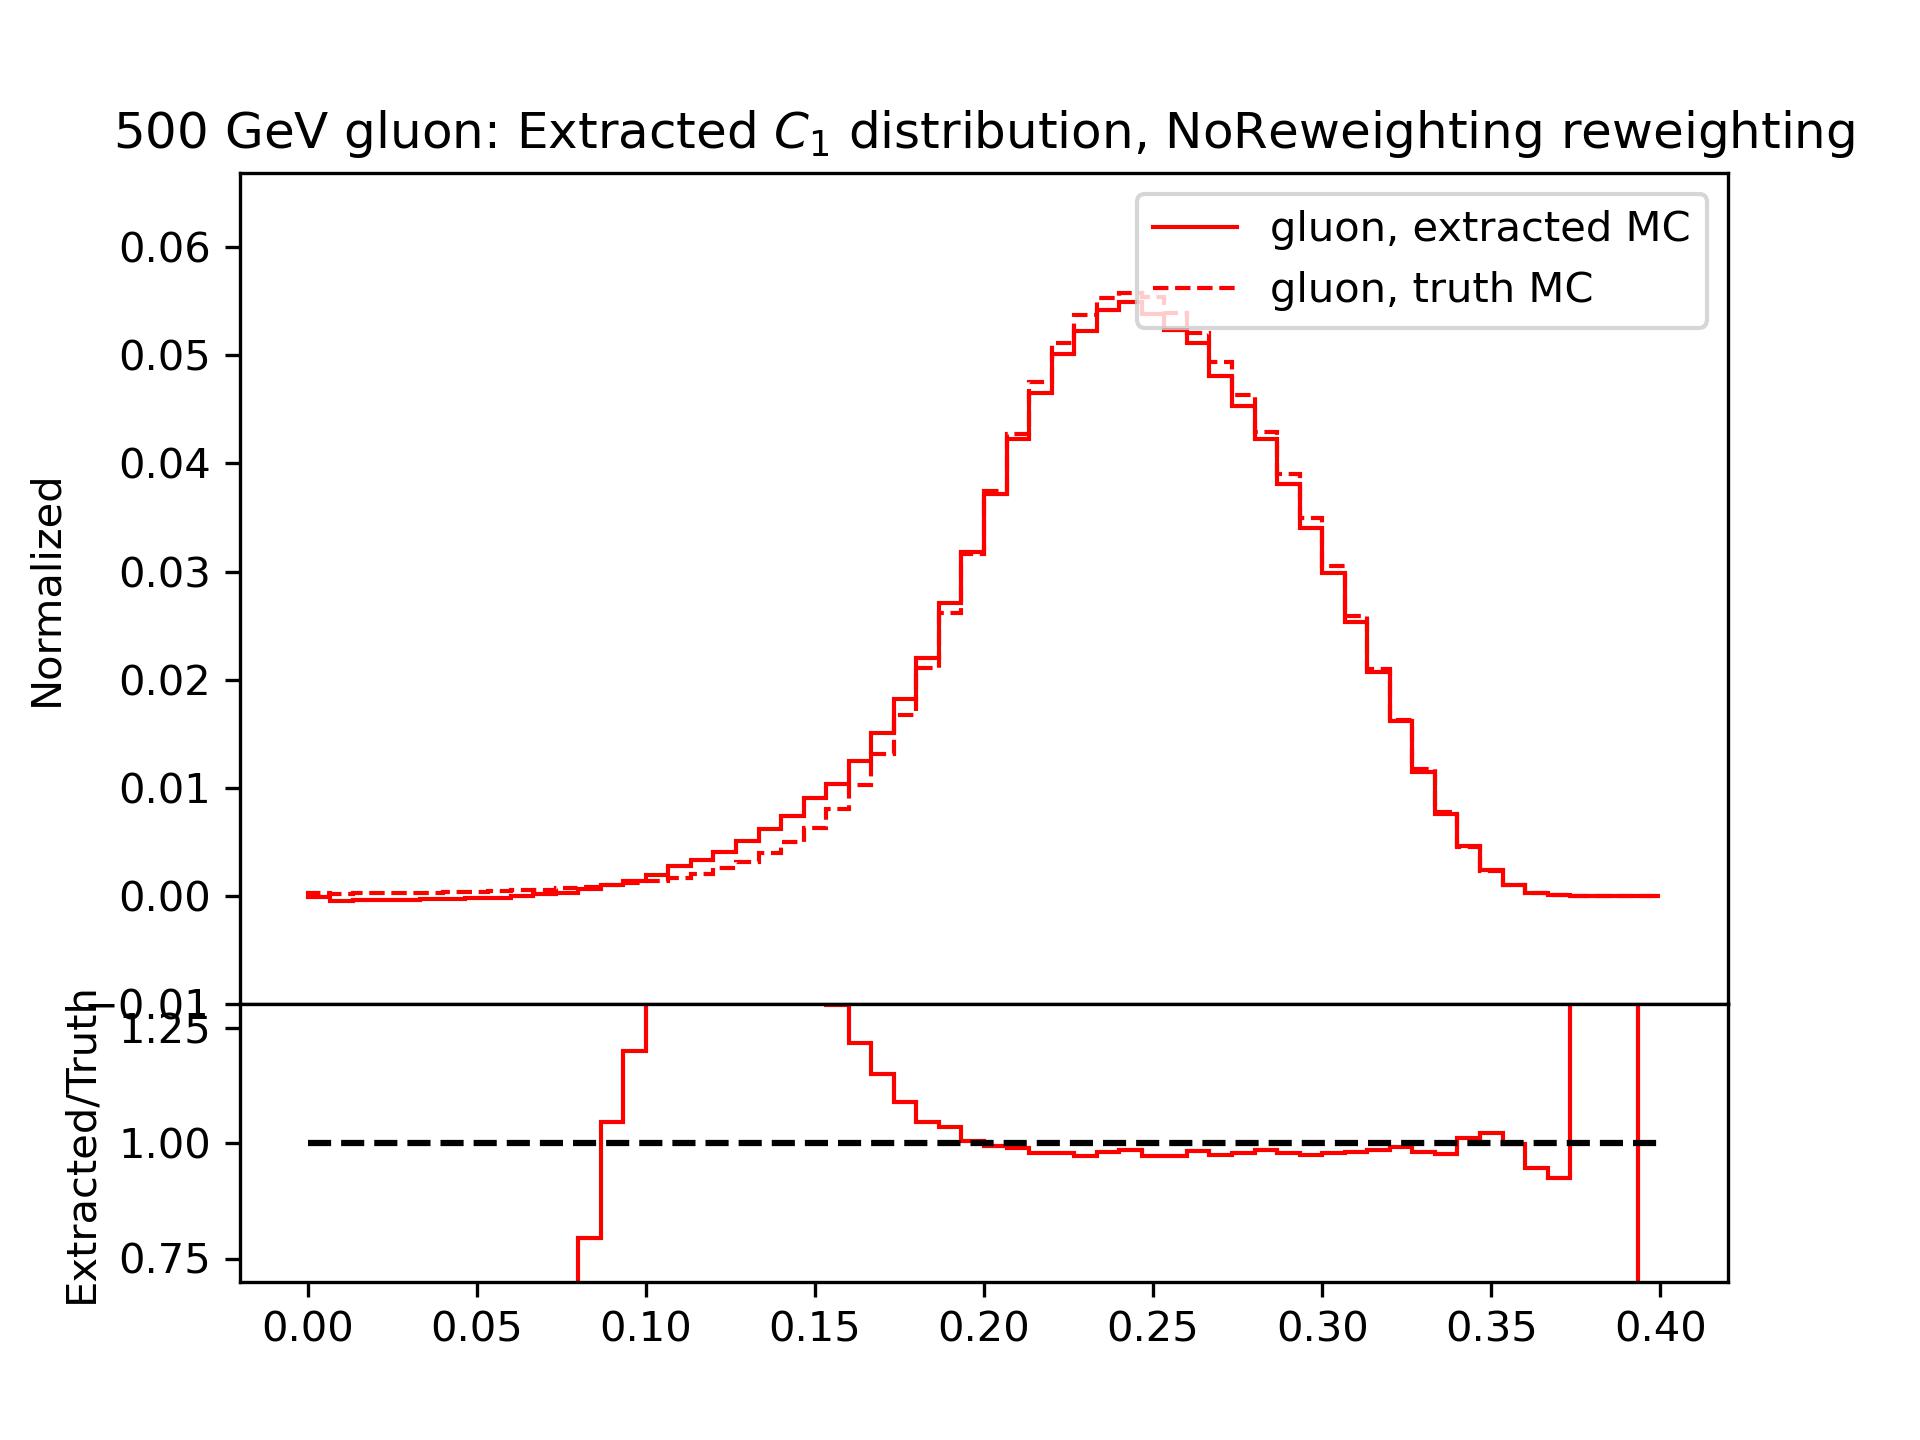 500 GeV gluon: Extracted C₁ distribution, NoReweighting reweighting
gluon, extracted MC
gluon, truth MC
Normalized
0.06
0.05
0.04
0.03
0.02
0.01
0.00
−0.01
Extracted/Truth
1.25
1.00
0.75
0.00 0.05 0.10 0.15 0.20 0.25 0.30 0.35 0.40